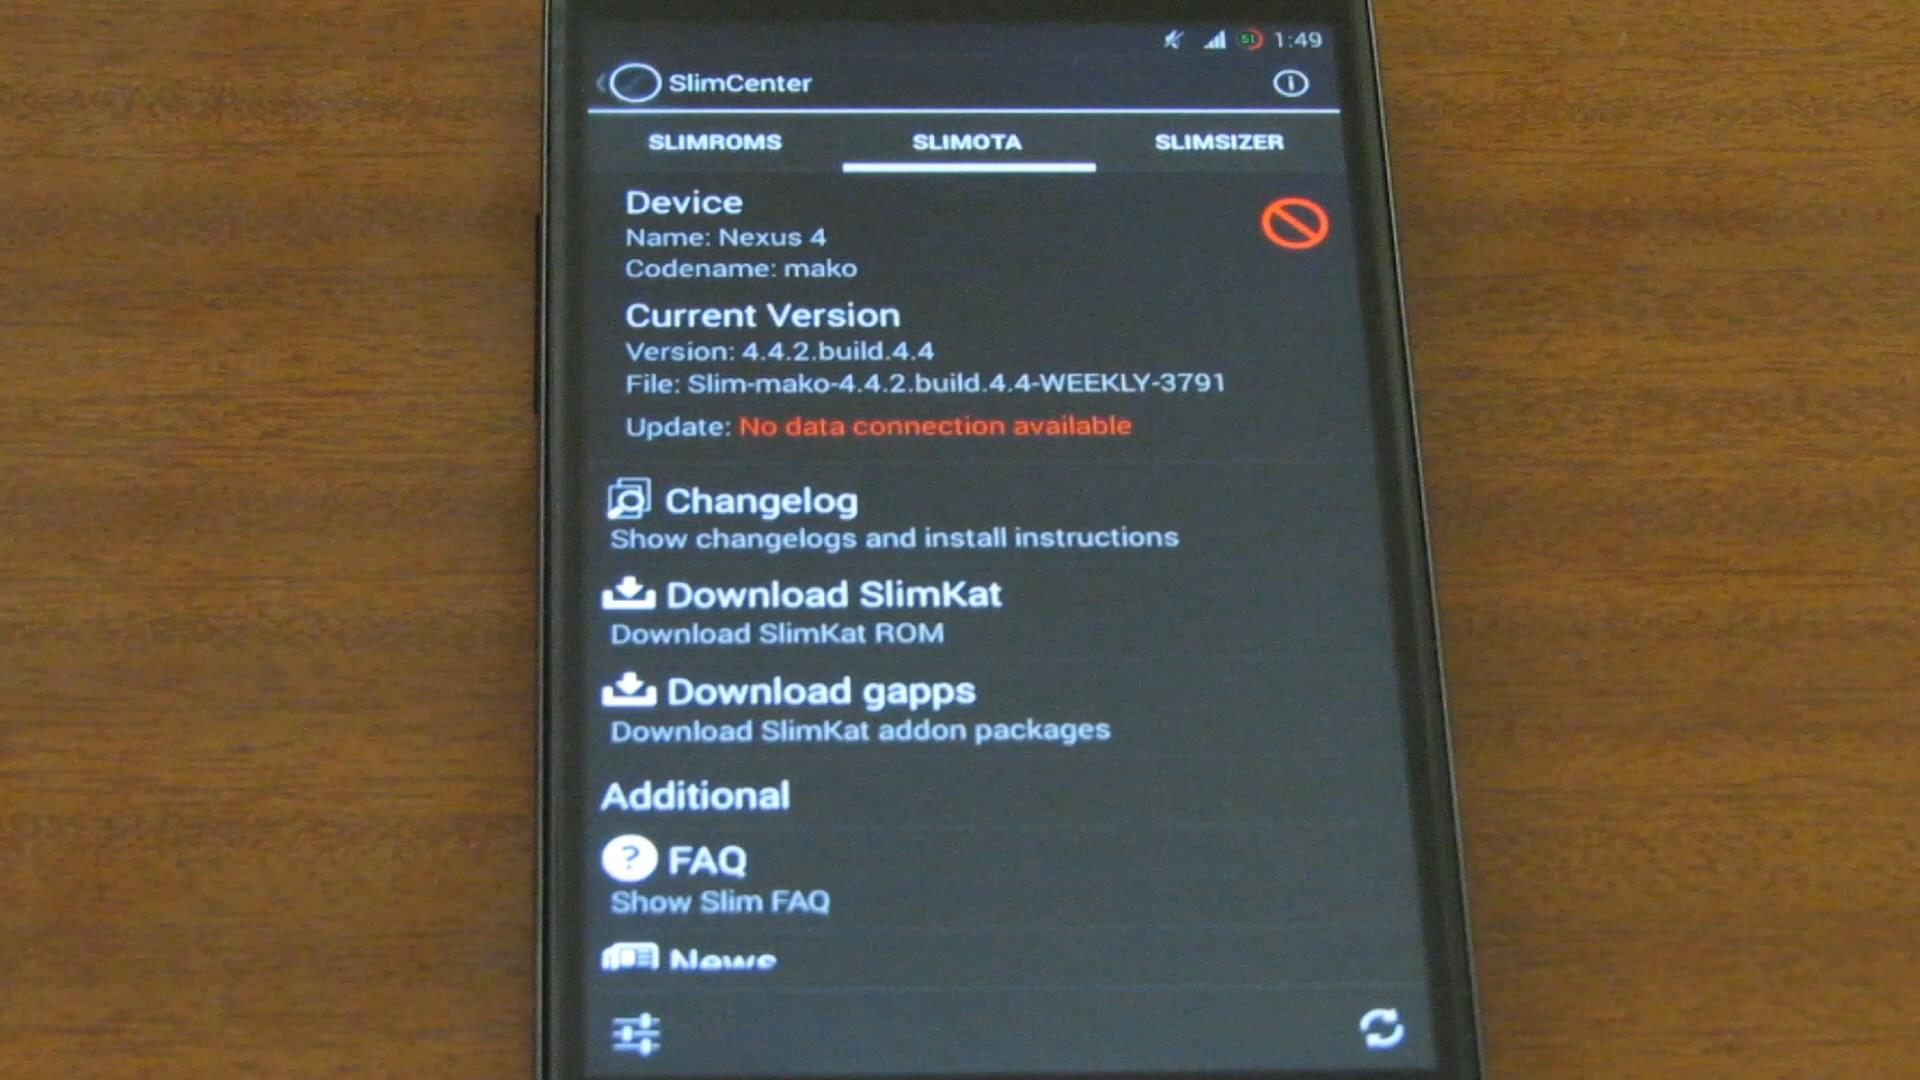 51 1:49
SlimCenter
SLIMROMS SLIMOTA SLIMSIZER
Device
Name: Nexus 4
Codename: mako
Current Version
Version: 4.4.2.build.4.4
File: Slim-mako-4.4.2.build.4.4-WEEKLY-3791
Update: No data connection available
Changelog
Show changelogs and install instructions
Download SlimKat
Download SlimKat ROM
Download gapps
Download SlimKat addon packages
Additional
? FAQ
Show Slim FAQ
News